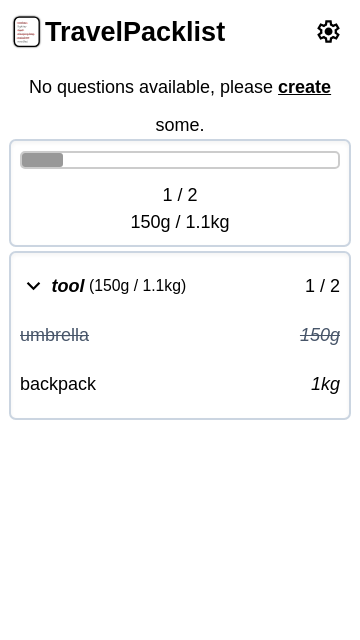 TravelPacklist
No questions available, please create
some.
1 / 2
150g / 1.1kg
tool (150g / 1.1kg) 1 / 2
umbrella 150g
backpack 1kg